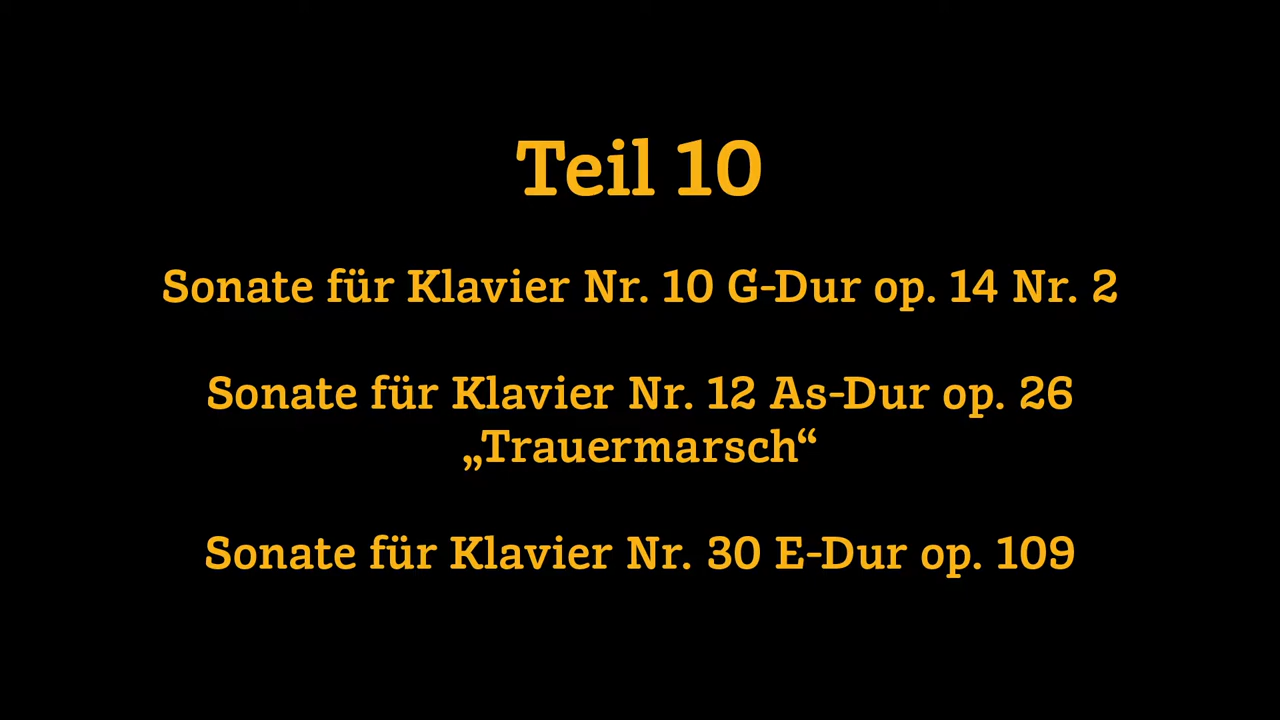 Teil 10
Sonate für Klavier Nr. 10 G-Dur op. 14 Nr. 2
Sonate für Klavier Nr. 12 As-Dur op. 26
„Trauermarsch“
Sonate für Klavier Nr. 30 E-Dur op. 109